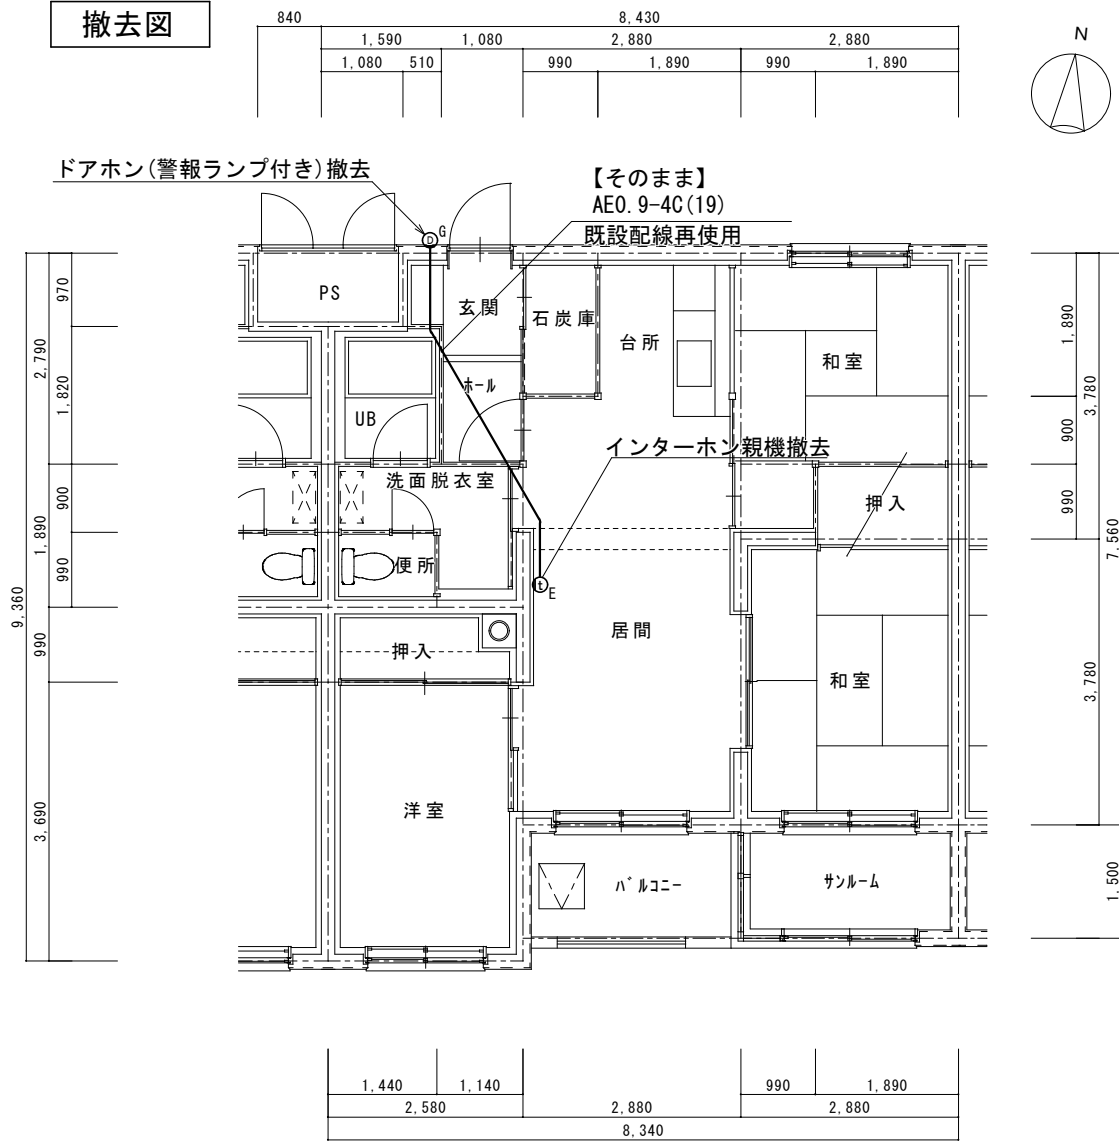 撤去図
840
8,430
1,590
1,080
2,880
2,880
1,080
510
990
1,890
990
1,890
N
ドアホン(警報ランプ付き)撤去
【そのまま】
AE0.9-4C(19)
既設配線再使用
D
G
PS
玄関
石炭庫
台所
和室
ホール
UB
インターホン親機撤去
洗面脱衣室
押入
便所
t
E
居間
押入
和室
洋室
バルコニー
サンルーム
970
2,790
1,820
900
1,890
990
9,360
990
3,690
1,890
3,780
900
990
7,560
3,780
1,500
1,440
1,140
990
1,890
2,580
2,880
2,880
8,340